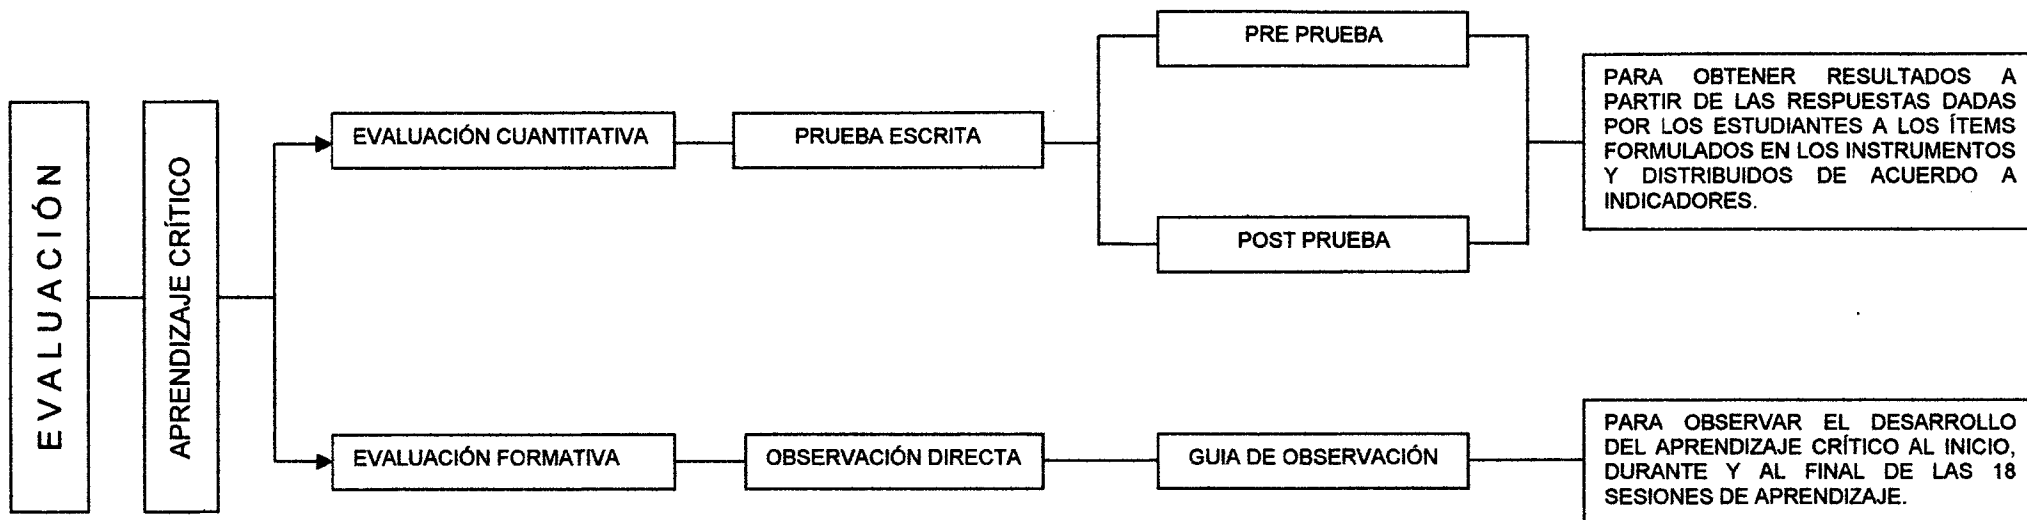 EVALUACIÓN
APRENDIZAJE CRÍTICO
EVALUACIÓN CUANTITATIVA
PRUEBA ESCRITA
PRE PRUEBA
POST PRUEBA
PARA OBTENER RESULTADOS A
PARTIR DE LAS RESPUESTAS DADAS
POR LOS ESTUDIANTES A LOS ÍTEMS
FORMULADOS EN LOS INSTRUMENTOS
Y DISTRIBUIDOS DE ACUERDO A
INDICADORES.
EVALUACIÓN FORMATIVA
OBSERVACIÓN DIRECTA
GUIA DE OBSERVACIÓN
PARA OBSERVAR EL DESARROLLO
DEL APRENDIZAJE CRÍTICO AL INICIO,
DURANTE Y AL FINAL DE LAS 18
SESIONES DE APRENDIZAJE.